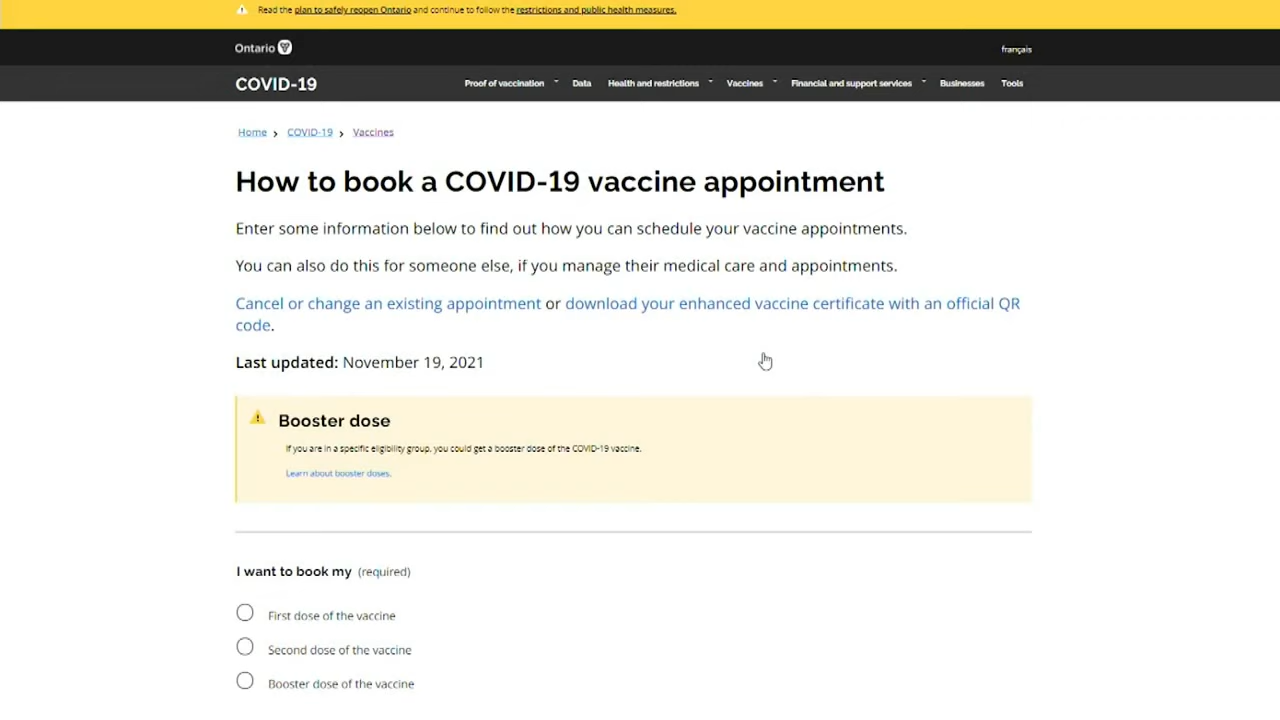 Read the plan to safely reopen Ontario and continue to follow the restrictions and public health measures.
Ontario
français
COVID-19
Proof of vaccination
Data
Health and restrictions
Vaccines
Financial and support services
Businesses
Tools
Home > COVID-19 > Vaccines
How to book a COVID-19 vaccine appointment
Enter some information below to find out how you can schedule your vaccine appointments.
You can also do this for someone else, if you manage their medical care and appointments.
Cancel or change an existing appointment or download your enhanced vaccine certificate with an official QR
code.
Last updated: November 19, 2021
Booster dose
If you are in a specific eligibility group, you could get a booster dose of the COVID-19 vaccine.
Learn about booster doses.
I want to book my (required)
First dose of the vaccine
Second dose of the vaccine
Booster dose of the vaccine